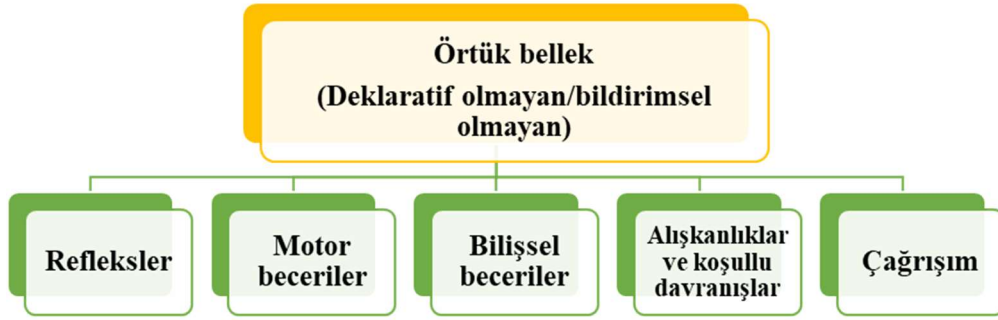 Örtük bellek
(Deklaratif olmayan/bildirimsel
olmayan)
Refleksler
Motor
beceriler
Bilişsel
beceriler
Alışkanlıklar
ve koşullu
davranışlar
Çağrışım